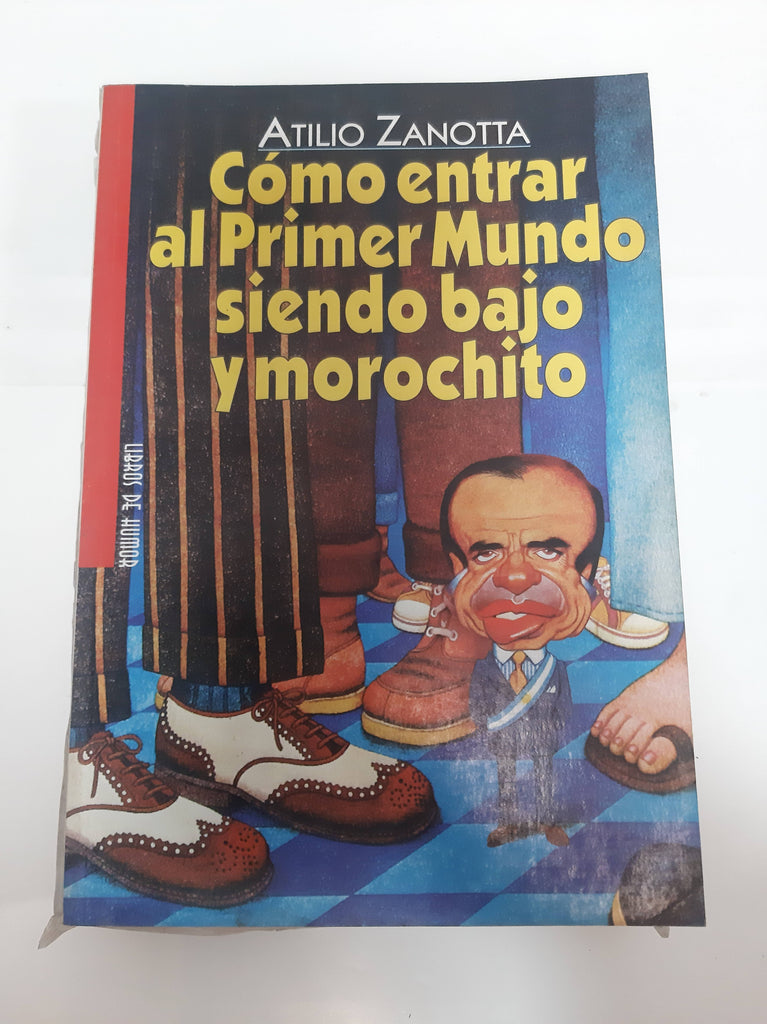 ATILIO ZANOTTA
Cómo entrar
al Primer Mundo
siendo bajo
y morochito
LIBROS DE HUMOR